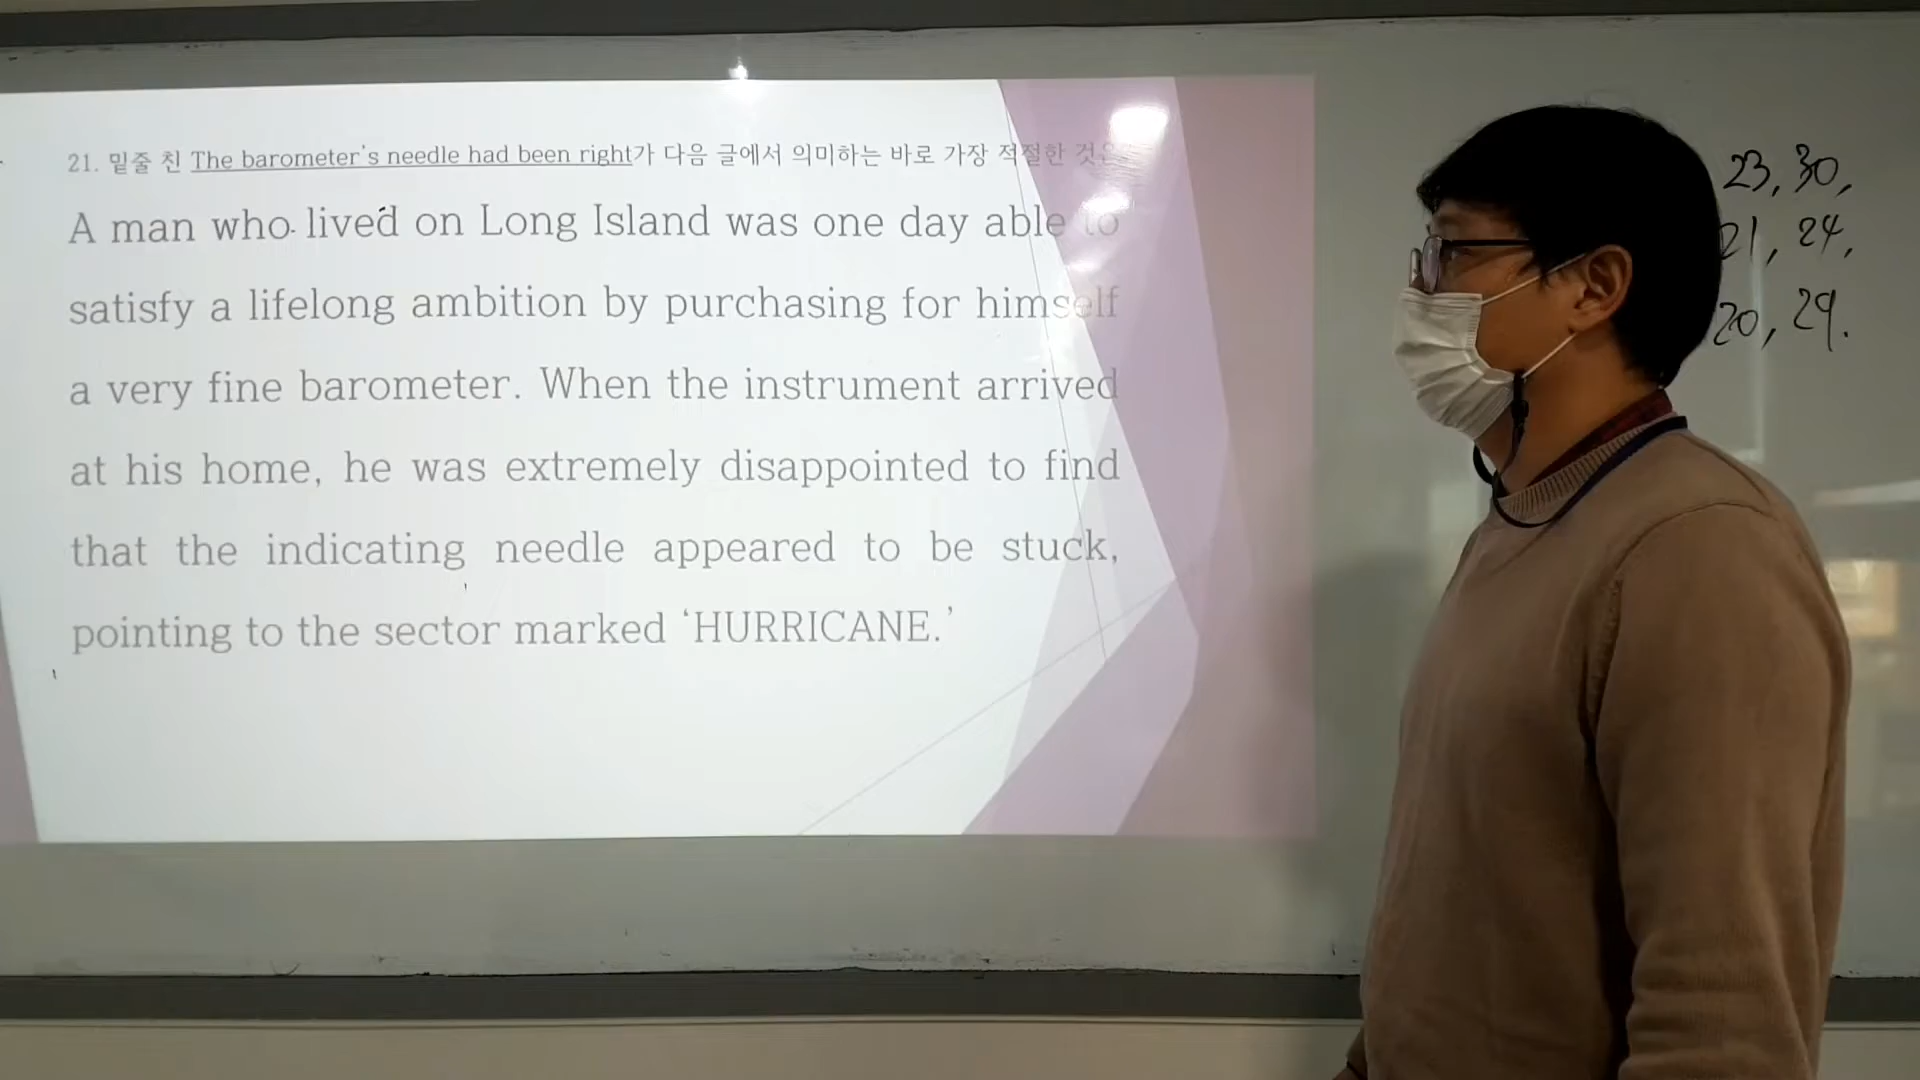 21. 밑줄 친 The barometer's needle had been right가 다음 글에서 의미하는 바로 가장 적절한 것은
A man who lived on Long Island was one day able to
satisfy a lifelong ambition by purchasing for himself
a very fine barometer. When the instrument arrived
at his home, he was extremely disappointed to find
that the indicating needle appeared to be stuck,
pointing to the sector marked ‘HURRICANE.’
23, 30,
21, 24,
20, 29.